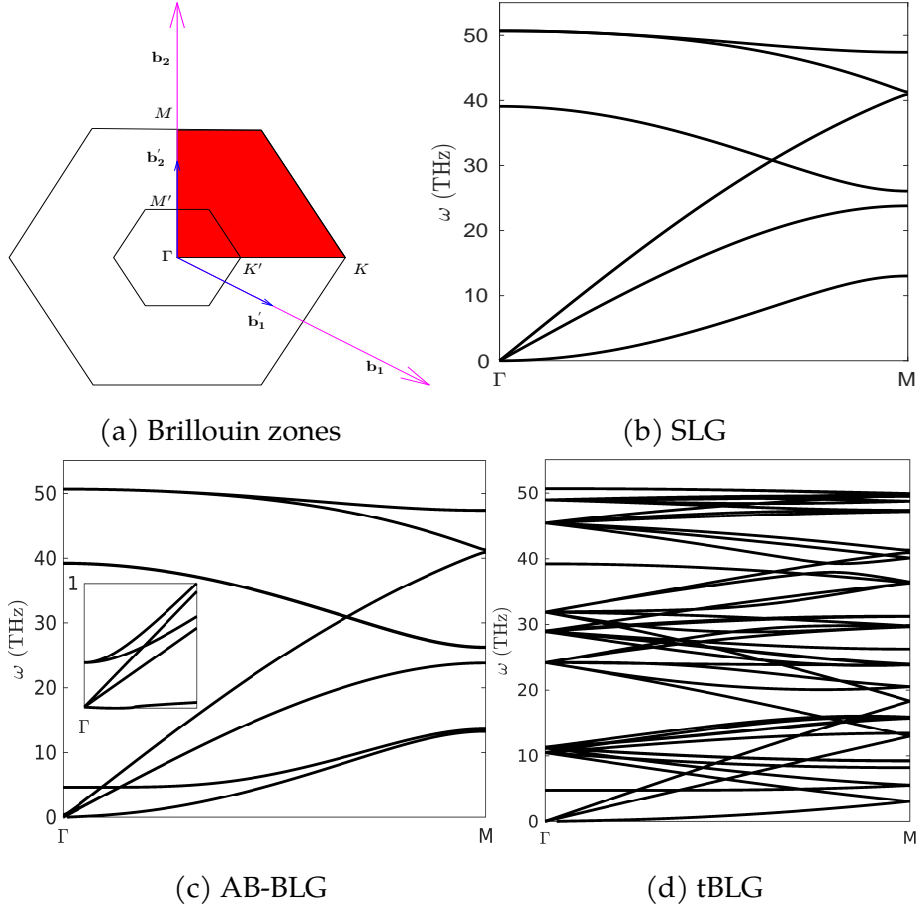 b₂
M
b₂′
M′
Γ
K′
K
b₁′
b₁
(a) Brillouin zones
50
40
30
20
10
0
ω (THz)
Γ
M
(b) SLG
50
40
30
20
10
0
ω (THz)
1
Γ
Γ
M
(c) AB-BLG
50
40
30
20
10
0
ω (THz)
Γ
M
(d) tBLG